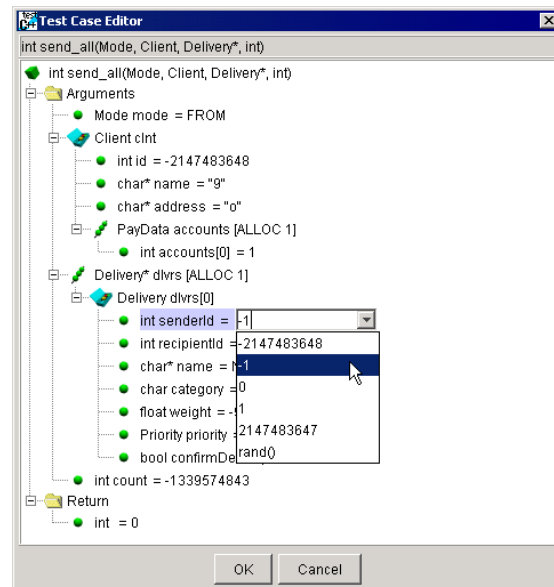 Test C++ Test Case Editor
int send_all(Mode, Client, Delivery*, int)
int send_all(Mode, Client, Delivery*, int)
Arguments
Mode mode = FROM
Client clnt
int id = -2147483648
char* name = "9"
char* address = "o"
PayData accounts [ALLOC 1]
int accounts[0] = 1
Delivery* dlvrs [ALLOC 1]
Delivery dlvrs[0]
int senderId = -1
int recipientId = -2147483648
char* name = -1
char category = 0
float weight = - 1
Priority priority 2147483647
bool confirmDe rand()
int count = -1339574843
Return
int = 0
OK Cancel